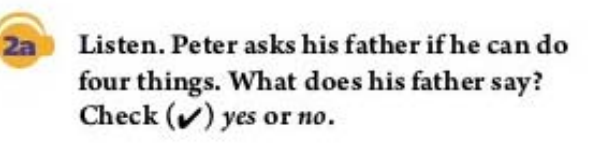 2a
Listen. Peter asks his father if he can do
four things. What does his father say?
Check (✔) yes or no.